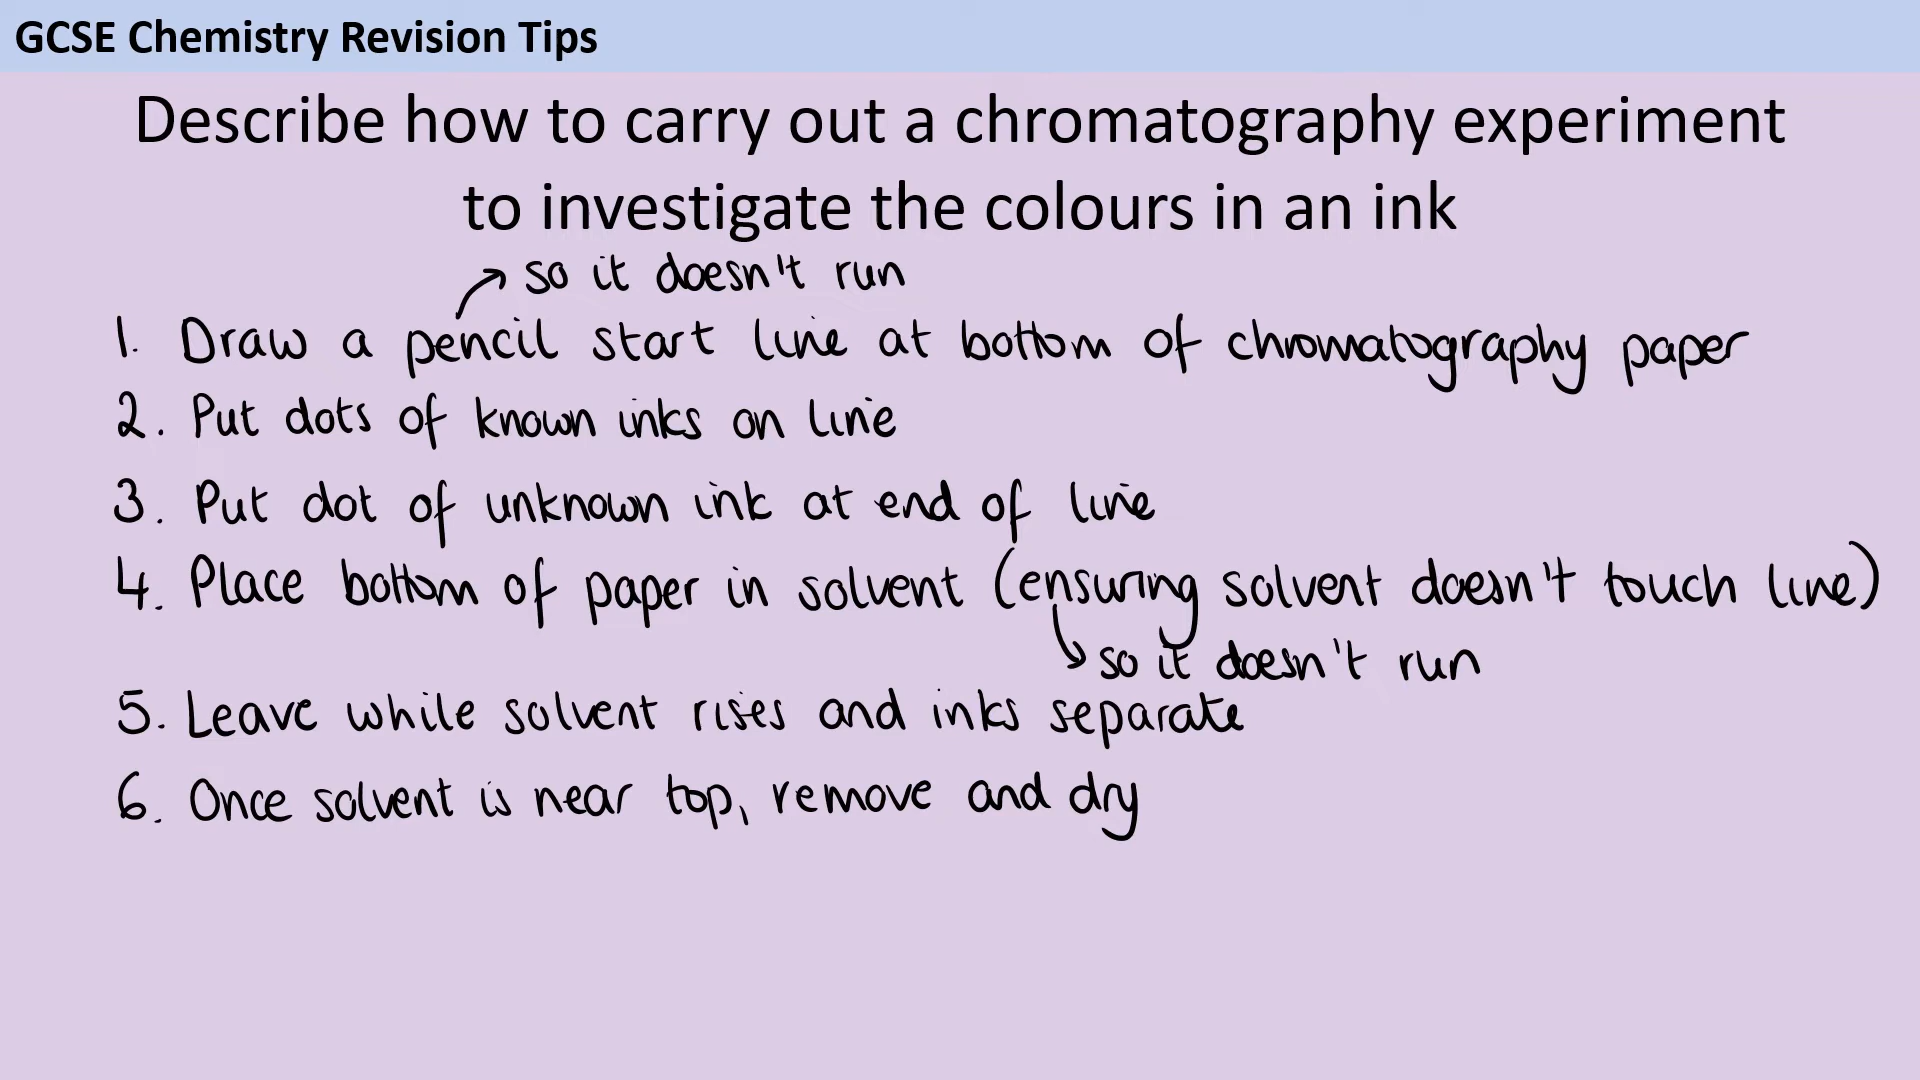 GCSE Chemistry Revision Tips
Describe how to carry out a chromatography experiment
to investigate the colours in an ink
so it doesn't run
1. Draw a pencil start line at bottom of chromatography paper
2. Put dots of known inks on line
3. Put dot of unknown ink at end of line
4. Place bottom of paper in solvent (ensuring solvent doesn't touch line)
so it doesn't run
5. Leave while solvent rises and inks separate
6. Once solvent is near top, remove and dry